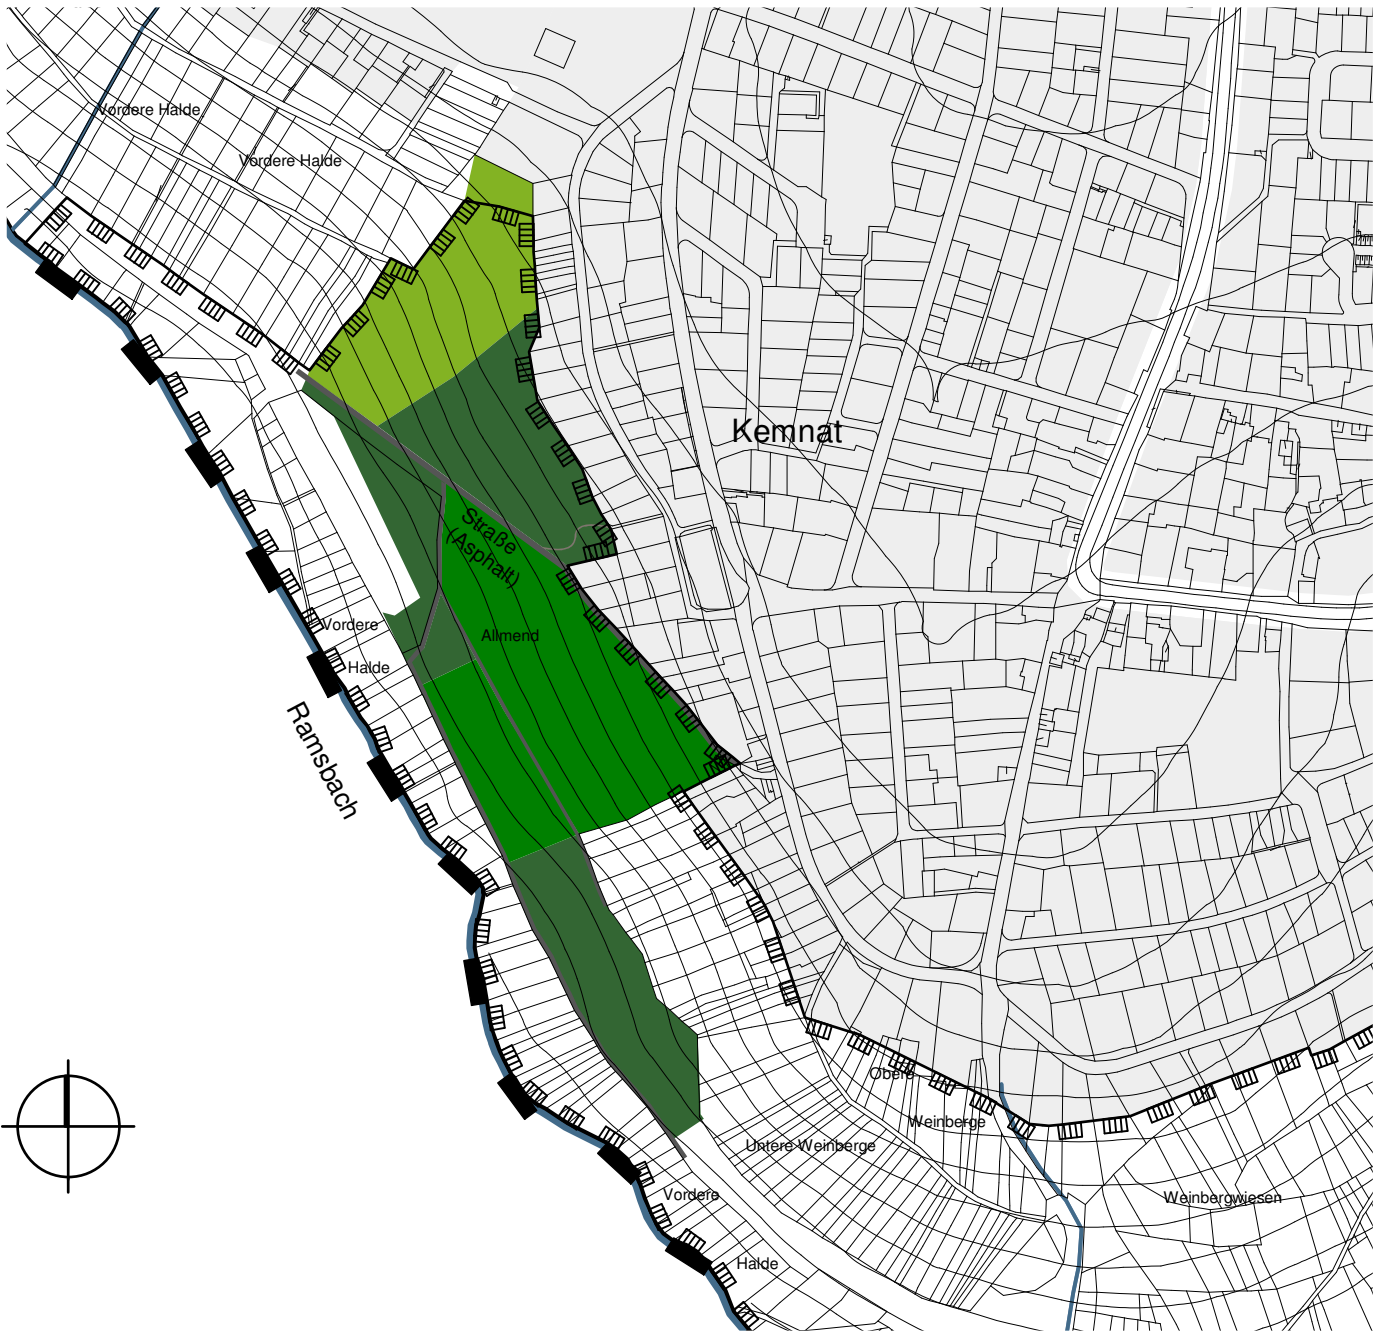 Vordere Halde
Vordere Halde
Kemnat
Straße
(Asphalt)
Allmend
Vordere
Halde
Ramsbach
Obere
Weinberge
Untere Weinberge
Vordere
Halde
Weinbergwiesen